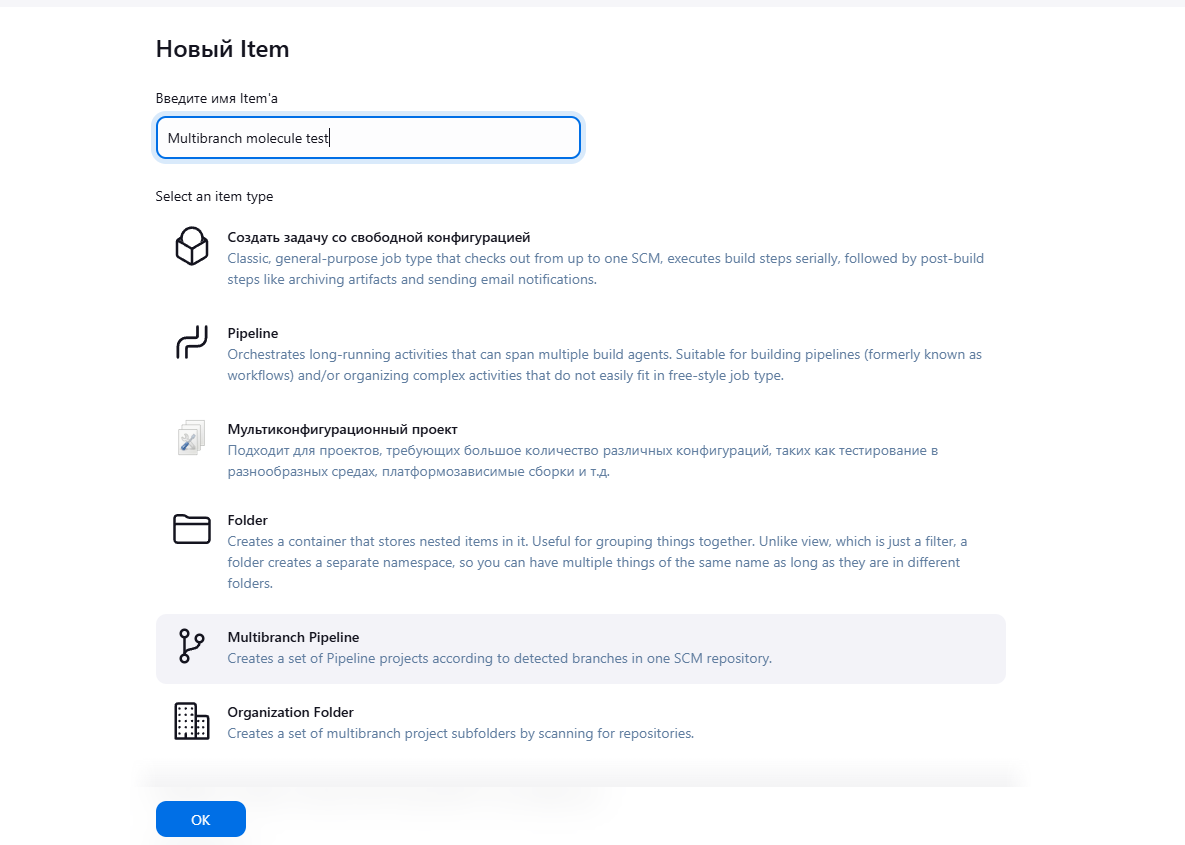 Новый Item
Введите имя Item'а
Multibranch molecule test
Select an item type
Создать задачу со свободной конфигурацией
Classic, general-purpose job type that checks out from up to one SCM, executes build steps serially, followed by post-build
steps like archiving artifacts and sending email notifications.
Pipeline
Orchestrates long-running activities that can span multiple build agents. Suitable for building pipelines (formerly known as
workflows) and/or organizing complex activities that do not easily fit in free-style job type.
Мультиконфигурационный проект
Подходит для проектов, требующих большое количество различных конфигураций, таких как тестирование в
разнообразных средах, платформозависимые сборки и т.д.
Folder
Creates a container that stores nested items in it. Useful for grouping things together. Unlike view, which is just a filter, a
folder creates a separate namespace, so you can have multiple things of the same name as long as they are in different
folders.
Multibranch Pipeline
Creates a set of Pipeline projects according to detected branches in one SCM repository.
Organization Folder
Creates a set of multibranch project subfolders by scanning for repositories.
OK